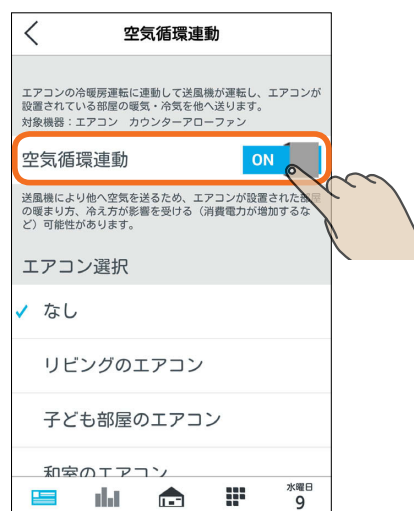 空気循環連動
エアコンの冷暖房運転に連動して送風機が運転し、エアコンが
設置されている部屋の暖気・冷気を他へ送ります。
対象機器：エアコン　カウンターアローファン
空気循環連動
ON
送風機により他へ空気を送るため、エアコンが設置された部屋
の暖まり方、冷え方が影響を受ける（消費電力が増加するな
ど）可能性があります。
エアコン選択
なし
リビングのエアコン
子ども部屋のエアコン
和室のエアコン
水曜日
9